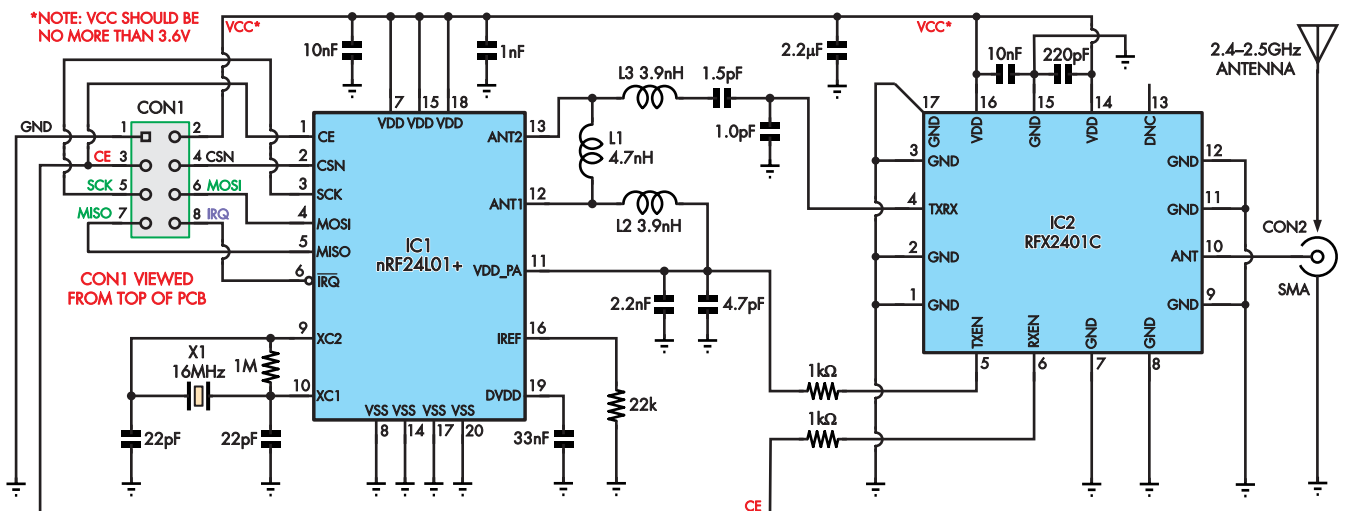 *NOTE: VCC SHOULD BE
NO MORE THAN 3.6V
VCC*
10nF
1nF
2.2µF
VCC*
10nF
220pF
2.4–2.5GHz
ANTENNA
CON1
GND
1
2
CE
3
4
CSN
SCK
5
6
MOSI
MISO
7
8
IRQ
CON1 VIEWED
FROM TOP OF PCB
7
15
18
VDD
VDD
VDD
1
CE
2
CSN
3
SCK
4
MOSI
5
MISO
6
IRQ
9
XC2
10
XC1
IC1
nRF24L01+
ANT2
13
ANT1
12
VDD_PA
11
IREF
16
DVDD
19
VSS
VSS
VSS
VSS
8
14
17
20
X1
16MHz
1M
22pF
22pF
33nF
22k
L3 3.9nH
1.5pF
1.0pF
L1
4.7nH
L2 3.9nH
2.2nF
4.7pF
1kΩ
1kΩ
CE
17
GND
16
VDD
15
GND
14
VDD
13
DNC
3
GND
4
TXRX
2
GND
1
GND
IC2
RFX2401C
GND
12
GND
11
ANT
10
GND
9
TXEN
5
RXEN
6
GND
7
GND
8
CON2
SMA